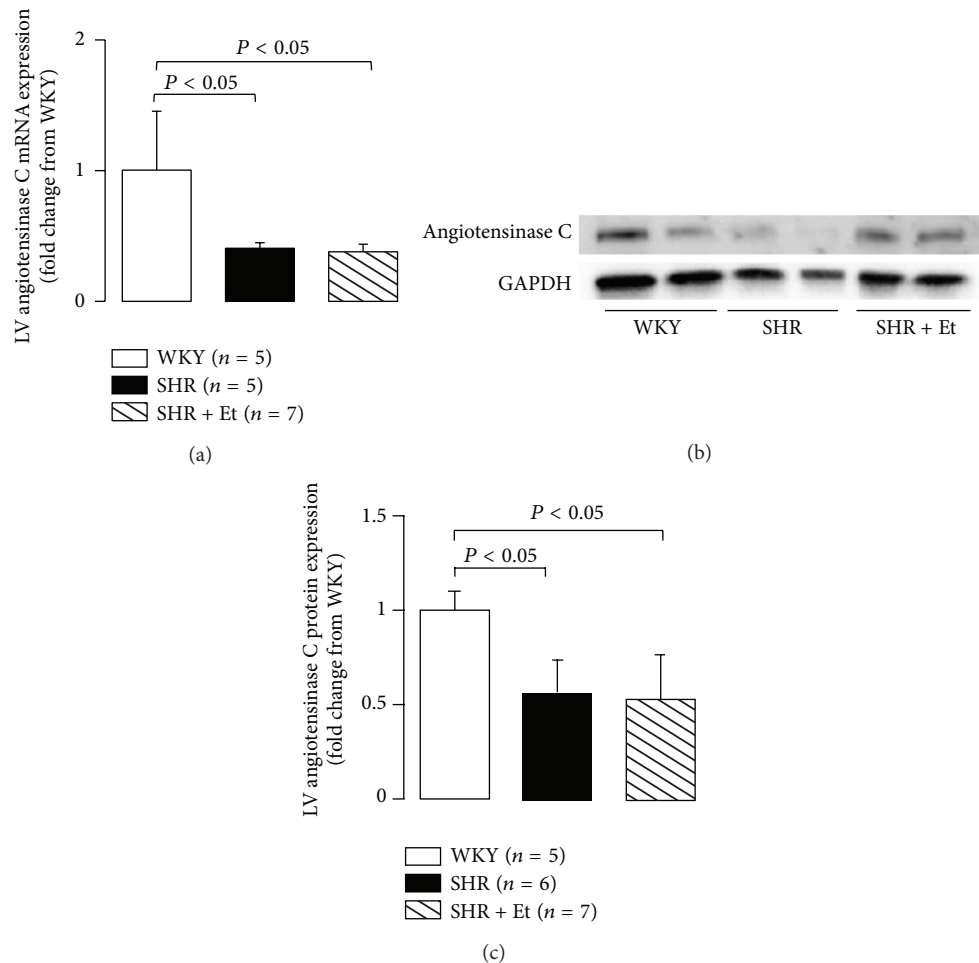 LV angiotensinase C mRNA expression
(fold change from WKY)
2
1
0
P < 0.05
P < 0.05
WKY (n = 5)
SHR (n = 5)
SHR + Et (n = 7)
(a)
Angiotensinase C
GAPDH
WKY SHR SHR + Et
(b)
LV angiotensinase C protein expression
(fold change from WKY)
1.5
1
0.5
0
P < 0.05
P < 0.05
WKY (n = 5)
SHR (n = 6)
SHR + Et (n = 7)
(c)